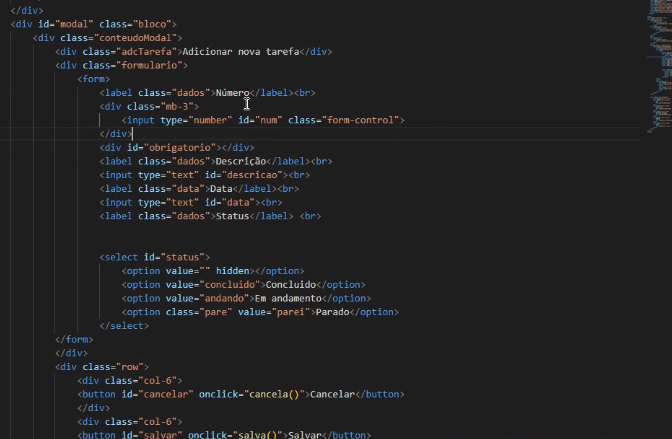 </div>
<div id="modal" class="bloco">
<div class="conteudoModal">
<div class="adcTarefa">Adicionar nova tarefa</div>
<div class="formulario">
<form>
<label class="dados">Número</label><br>
<div class="mb-3">
<input type="number" id="num" class="form-control">
</div>
<div id="obrigatorio"></div>
<label class="dados">Descrição</label><br>
<input type="text" id="descricao"><br>
<label class="data">Data</label><br>
<input type="text" id="data"><br>
<label class="dados">Status</label> <br>
<select id="status">
<option value="" hidden></option>
<option value="concluido">Concluido</option>
<option value="andando">Em andamento</option>
<option class="pare" value="parei">Parado</option>
</select>
</form>
</div>
<div class="row">
<div class="col-6">
<button id="cancelar" onclick="cancela()">Cancelar</button>
</div>
<div class="col-6">
<button id="salvar" onclick="salva()">Salvar</button>